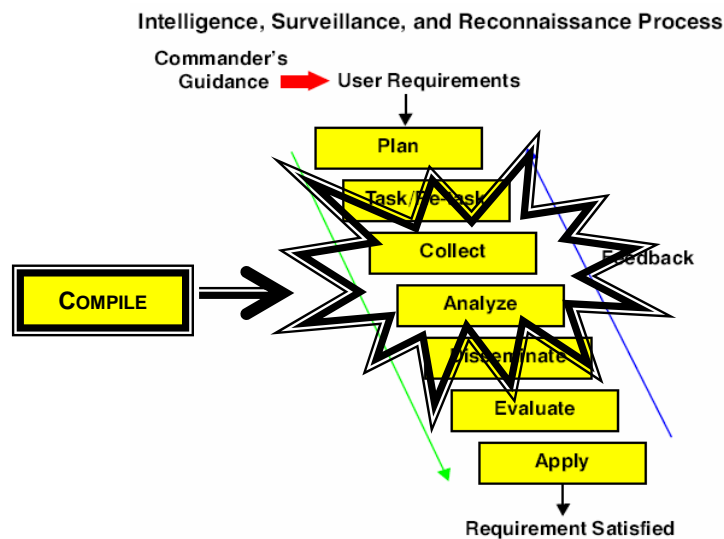 Intelligence, Surveillance, and Reconnaissance Process
Commander's
Guidance
User Requirements
Plan
Task/Re-task
Collect
Feedback
COMPILE
Analyze
Disseminate
Evaluate
Apply
Requirement Satisfied